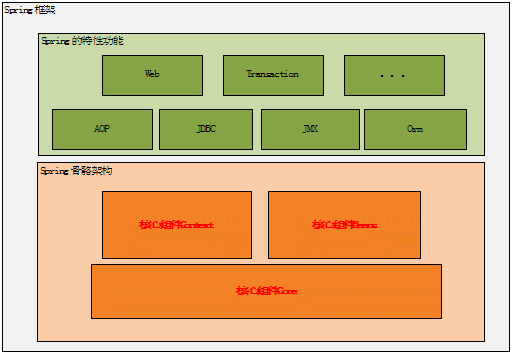 Spring 框架
Spring 的特性功能
Web
Transaction
. . .
AOP
JDBC
JMX
Orm
Spring 骨骼架构
核心组件Context
核心组件Beans
核心组件Core